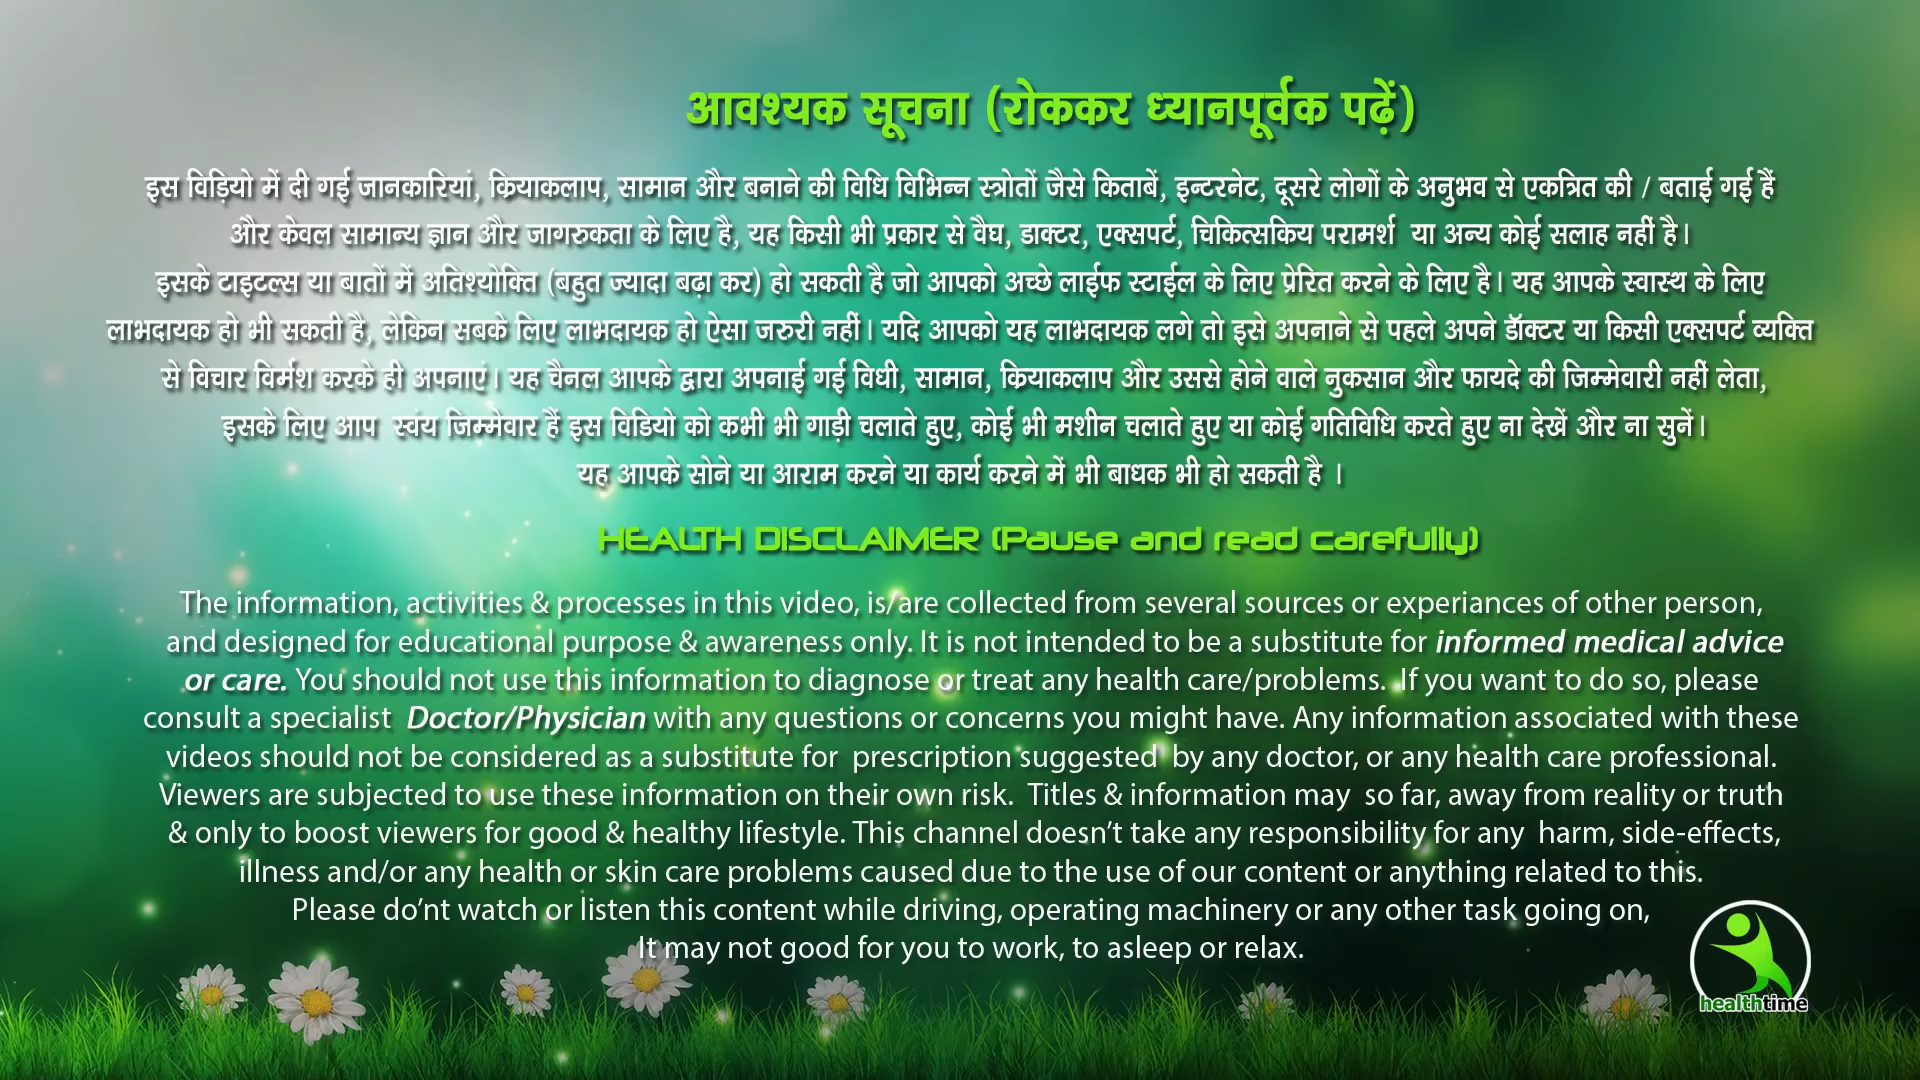 आवश्यक सूचना (रोककर ध्यानपूर्वक पढ़ें)
इस विड़ियो में दी गई जानकारियां, क्रियाकलाप, सामान और बनाने की विधि विभिन्न स्त्रोतों जैसे किताबें, इन्टरनेट, दूसरे लोगों के अनुभव से एकत्रित की / बताई गई हैं
और केवल सामान्य ज्ञान और जागरुकता के लिए है, यह किसी भी प्रकार से वैघ, डाक्टर, एक्सपर्ट, चिकित्सकिय परामर्श या अन्य कोई सलाह नहीं है।
इसके टाइटल्स या बातों में अतिश्योक्ति (बहुत ज्यादा बढ़ा कर) हो सकती है जो आपको अच्छे लाईफ स्टाईल के लिए प्रेरित करने के लिए है। यह आपके स्वास्थ के लिए
लाभदायक हो भी सकती है, लेकिन सबके लिए लाभदायक हो ऐसा जरुरी नहीं। यदि आपको यह लाभदायक लगे तो इसे अपनाने से पहले अपने डॉक्टर या किसी एक्सपर्ट व्यक्ति
से विचार विर्मश करके ही अपनाएं। यह चैनल आपके द्वारा अपनाई गई विधी, सामान, क्रियाकलाप और उससे होने वाले नुकसान और फायदे की जिम्मेवारी नहीं लेता,
इसके लिए आप स्वंय जिम्मेवार हैं इस विडियो को कभी भी गाड़ी चलाते हुए, कोई भी मशीन चलाते हुए या कोई गतिविधि करते हुए ना देखें और ना सुनें।
यह आपके सोने या आराम करने या कार्य करने में भी बाधक भी हो सकती है ।
HEALTH DISCLAIMER (Pause and read carefully)
The information, activities & processes in this video, is/are collected from several sources or experiances of other person,
and designed for educational purpose & awareness only. It is not intended to be a substitute for informed medical advice
or care. You should not use this information to diagnose or treat any health care/problems. If you want to do so, please
consult a specialist Doctor/Physician with any questions or concerns you might have. Any information associated with these
videos should not be considered as a substitute for prescription suggested by any doctor, or any health care professional.
Viewers are subjected to use these information on their own risk. Titles & information may so far, away from reality or truth
& only to boost viewers for good & healthy lifestyle. This channel doesn't take any responsibility for any harm, side-effects,
illness and/or any health or skin care problems caused due to the use of our content or anything related to this.
Please do'nt watch or listen this content while driving, operating machinery or any other task going on,
It may not good for you to work, to asleep or relax.
healthtime